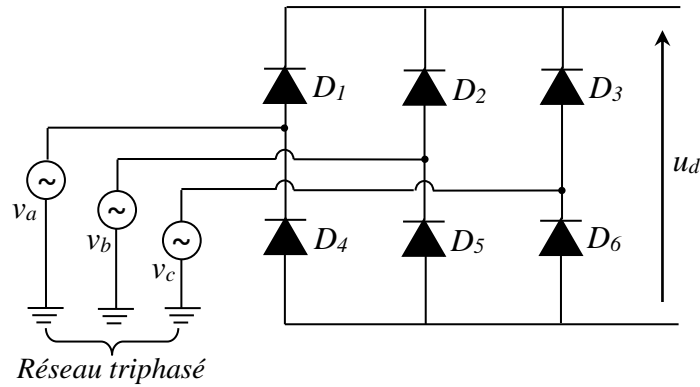 D1
D2
D3
ud
va
vb
vc
D4
D5
D6
Réseau triphasé